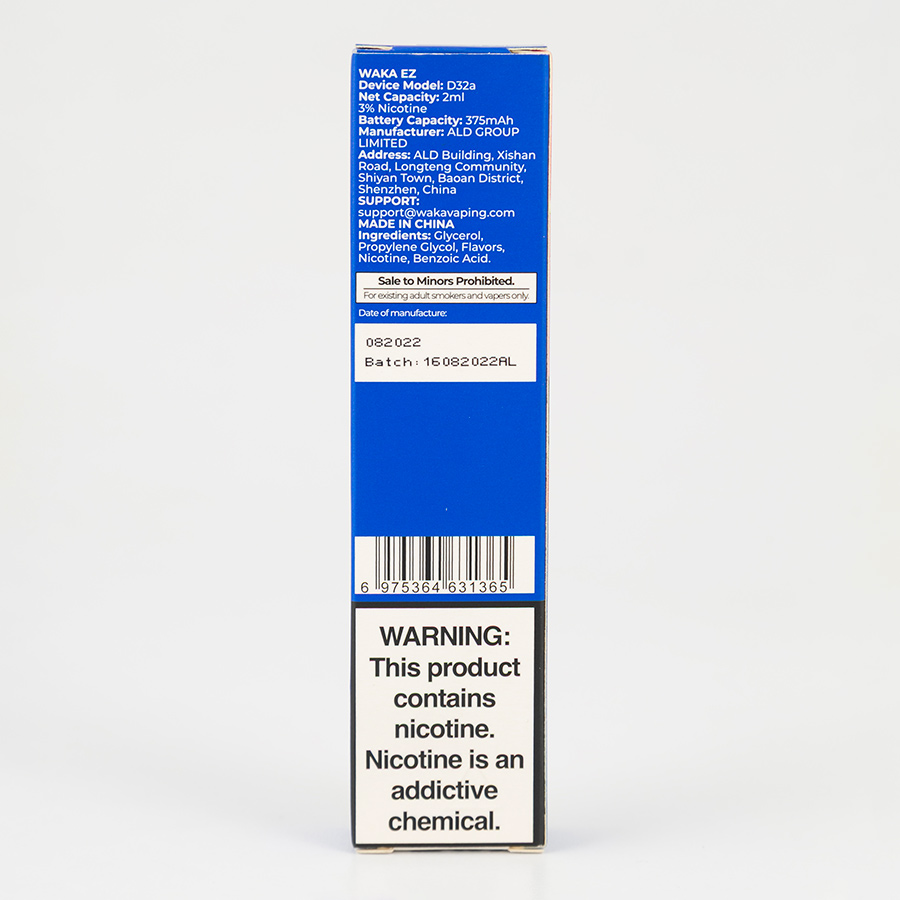 WAKA EZ
Device Model: D32a
Net Capacity: 2ml
3% Nicotine
Battery Capacity: 375mAh
Manufacturer: ALD GROUP
LIMITED
Address: ALD Building, Xishan
Road, Longteng Community,
Shiyan Town, Baoan District,
Shenzhen, China
SUPPORT:
support@wakavaping.com
MADE IN CHINA
Ingredients: Glycerol,
Propylene Glycol, Flavors,
Nicotine, Benzoic Acid.
Sale to Minors Prohibited.
For existing adult smokers and vapers only.
Date of manufacture:
082022
Batch: 16082022AL
6 975364 631365
WARNING:
This product
contains
nicotine.
Nicotine is an
addictive
chemical.